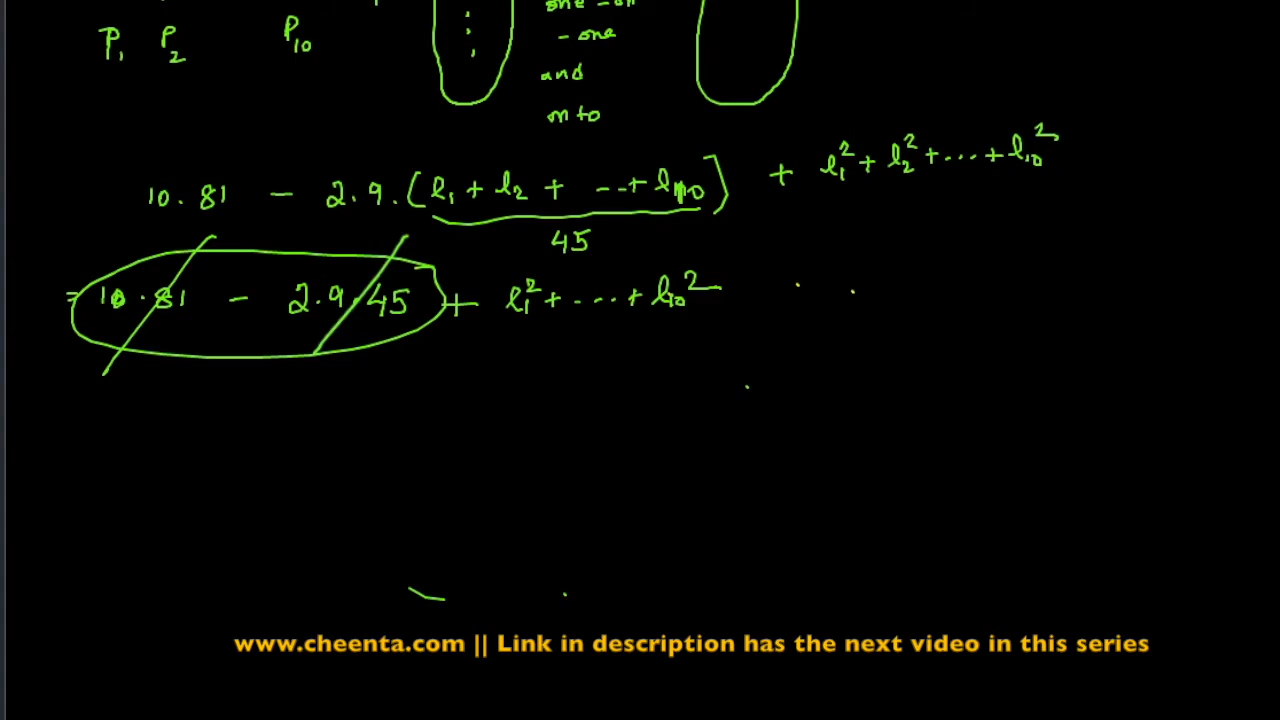 one - on
P₁ P₂ P₁₀ - one
and
onto
10.81 - 2.9.(l₁ + l₂ + ... + l₁₀) + l₁² + l₂² + ... + l₁₀²
45
= 10.81 - 2.9.45 + l₁² + ... + l₁₀²
www.cheenta.com || Link in description has the next video in this series